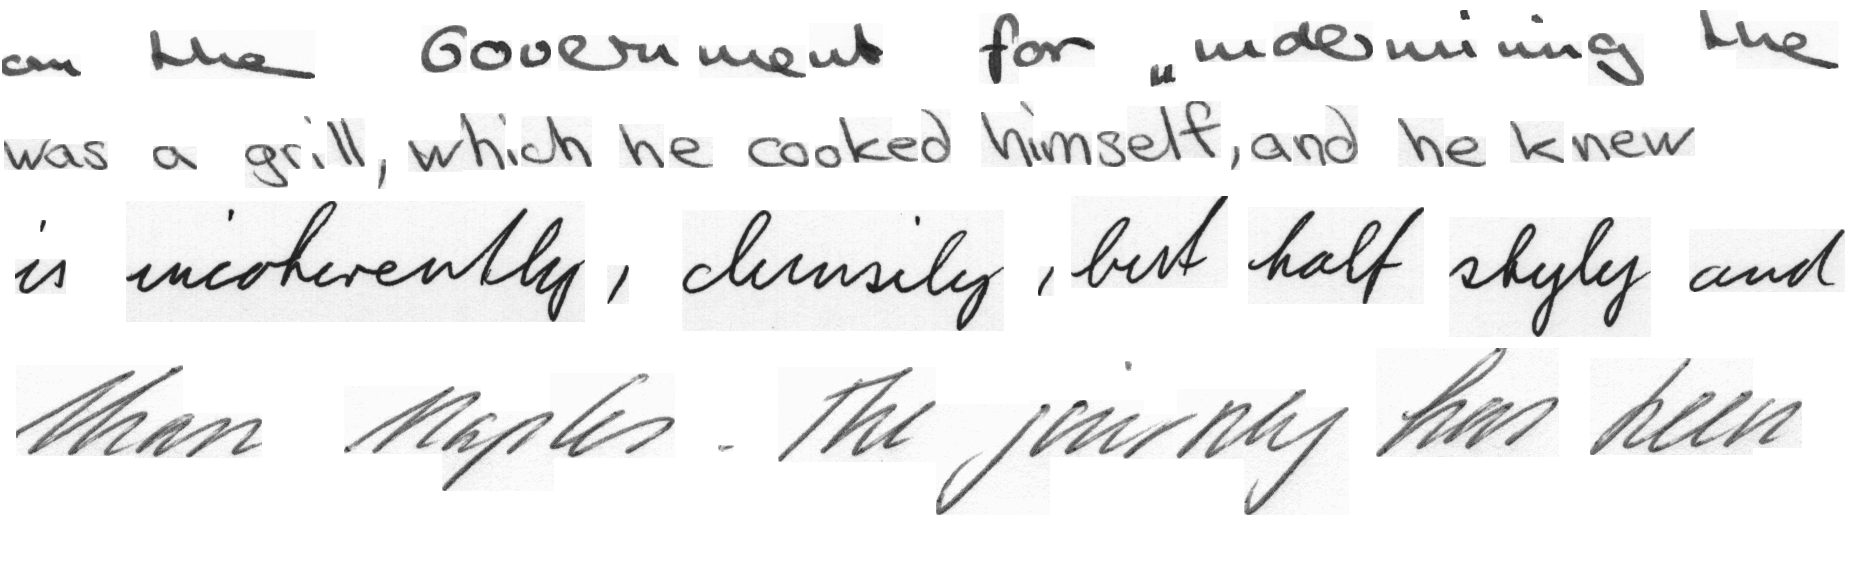 on the Government for „undermining the
was a grill, which he cooked himself, and he knew
is incoherently, clumsily, but half shyly and
than Naples. The journey has been